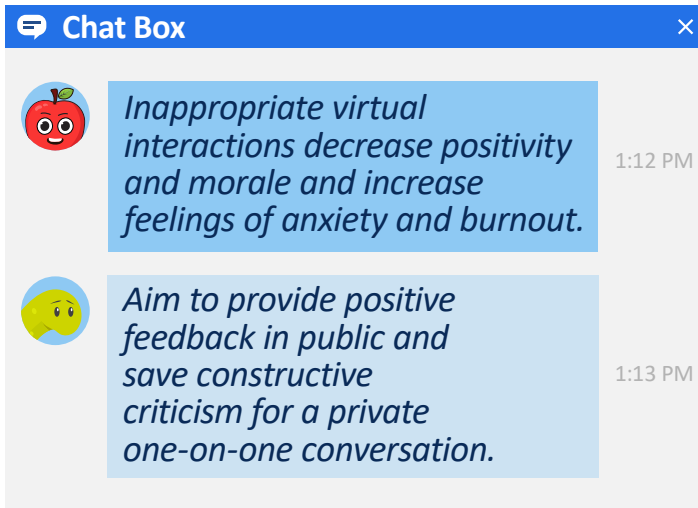 Chat Box
Inappropriate virtual
interactions decrease positivity
and morale and increase
feelings of anxiety and burnout.
1:12 PM
Aim to provide positive
feedback in public and
save constructive
criticism for a private
one-on-one conversation.
1:13 PM